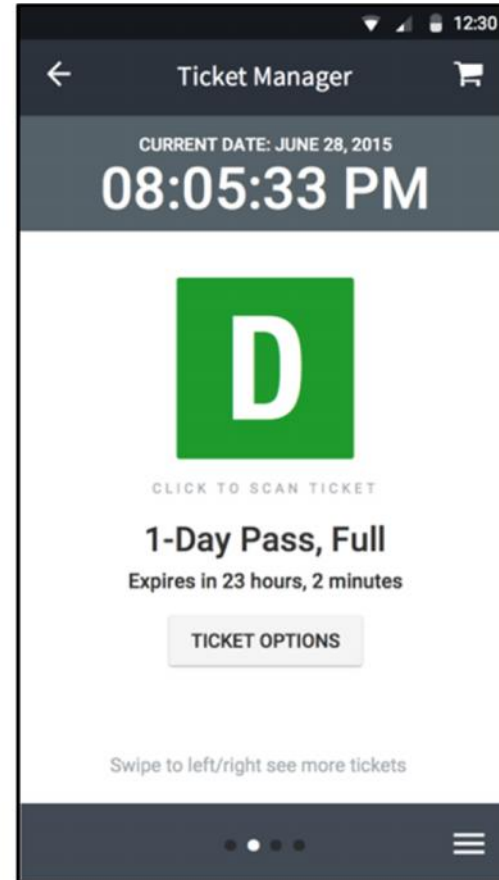 12:30
Ticket Manager
CURRENT DATE: JUNE 28, 2015
08:05:33 PM
D
CLICK TO SCAN TICKET
1-Day Pass, Full
Expires in 23 hours, 2 minutes
TICKET OPTIONS
Swipe to left/right see more tickets